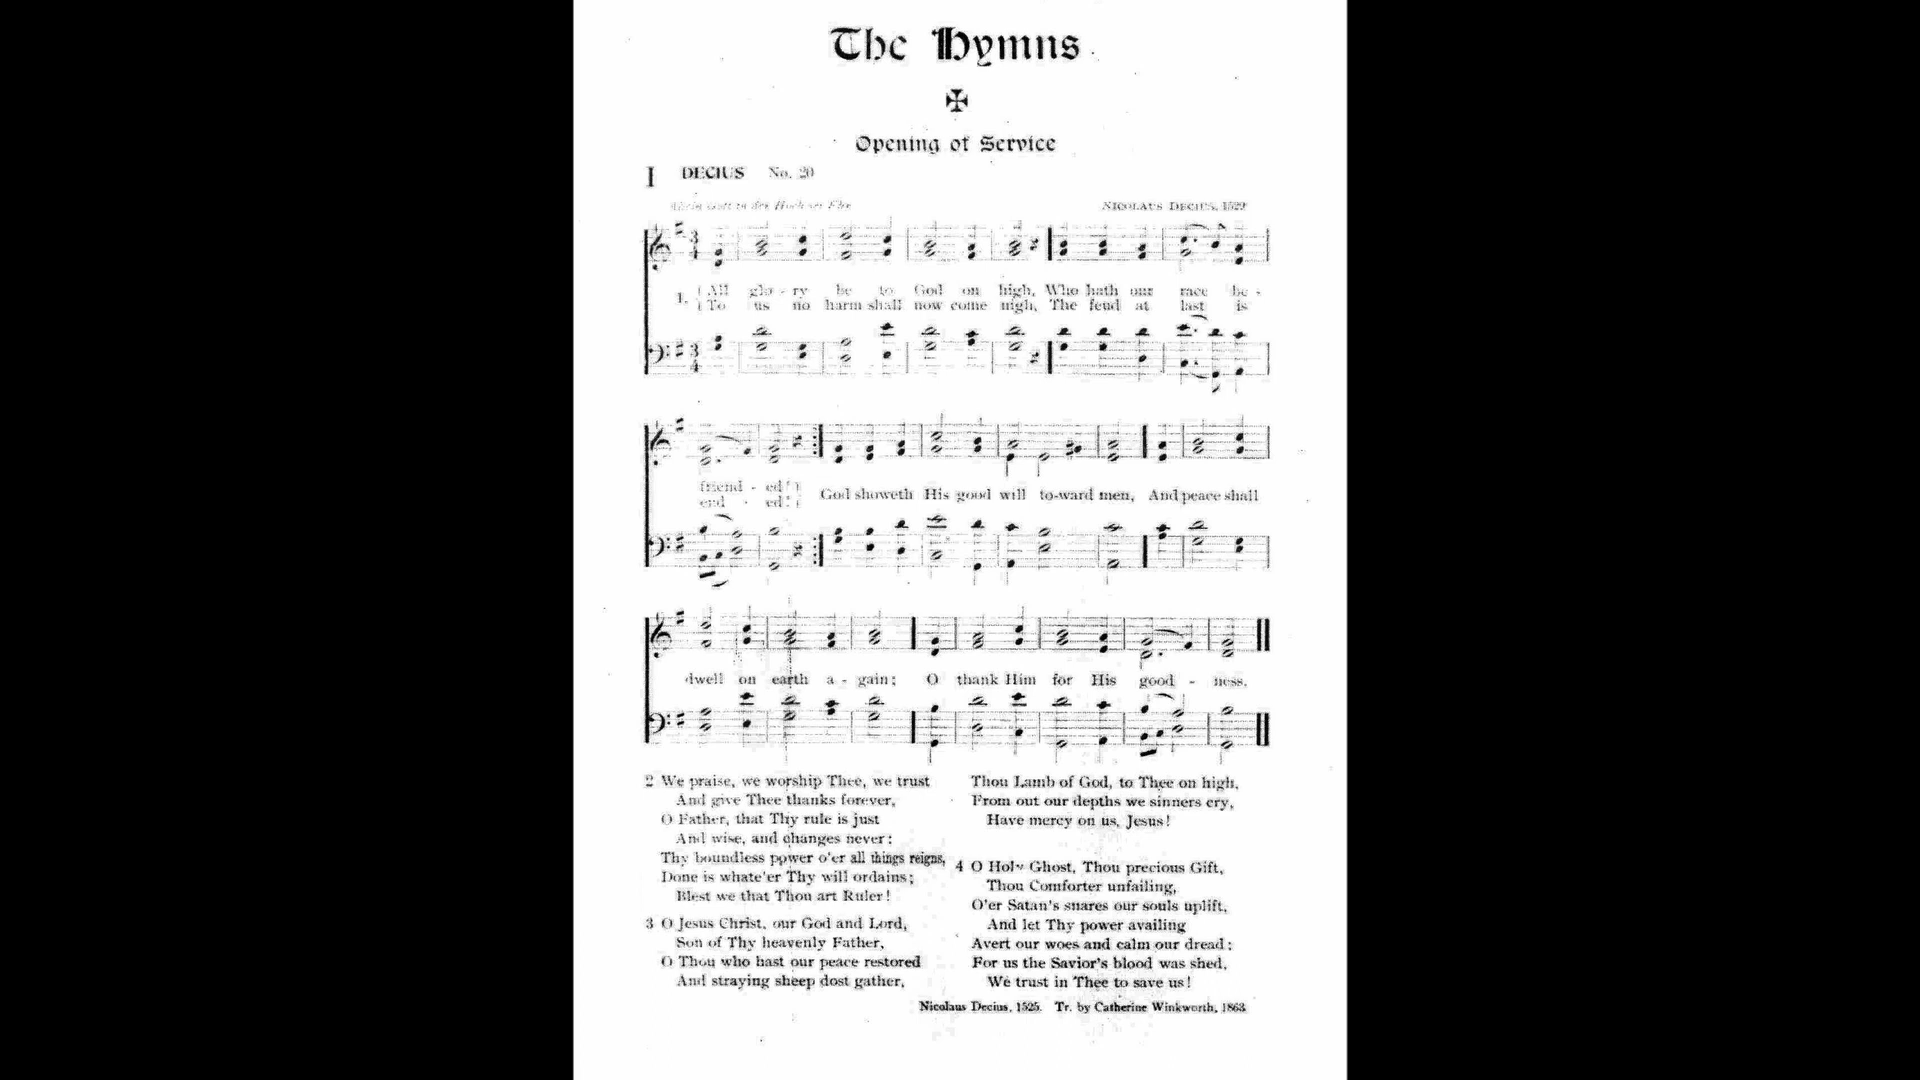 The Hymns
Opening of Service
1 DECIUS No. 20
Allein Gott in der Höh sei Ehr NICOLAUS DECIUS, 1529
1. All glo - ry be to God on high, Who hath our race be -
To us no harm shall now come nigh, The feud at last is
friend - ed!
end - ed! God showeth His good will to-ward men, And peace shall
dwell on earth a - gain; O thank Him for His good - ness.
2 We praise, we worship Thee, we trust
And give Thee thanks forever,
O Father, that Thy rule is just
And wise, and changes never:
Thy boundless power o'er all things reigns,
Done is whate'er Thy will ordains;
Blest we that Thou art Ruler!
3 O Jesus Christ, our God and Lord,
Son of Thy heavenly Father,
O Thou who hast our peace restored
And straying sheep dost gather,
Thou Lamb of God, to Thee on high,
From out our depths we sinners cry,
Have mercy on us, Jesus!
4 O Holy Ghost, Thou precious Gift,
Thou Comforter unfailing,
O'er Satan's snares our souls uplift,
And let Thy power availing
Avert our woes and calm our dread;
For us the Savior's blood was shed,
We trust in Thee to save us!
Nicolaus Decius, 1525. Tr. by Catherine Winkworth, 1863